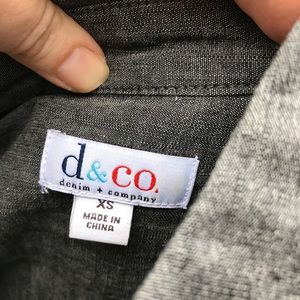 d&co.
denim + company
XS
MADE IN
CHINA